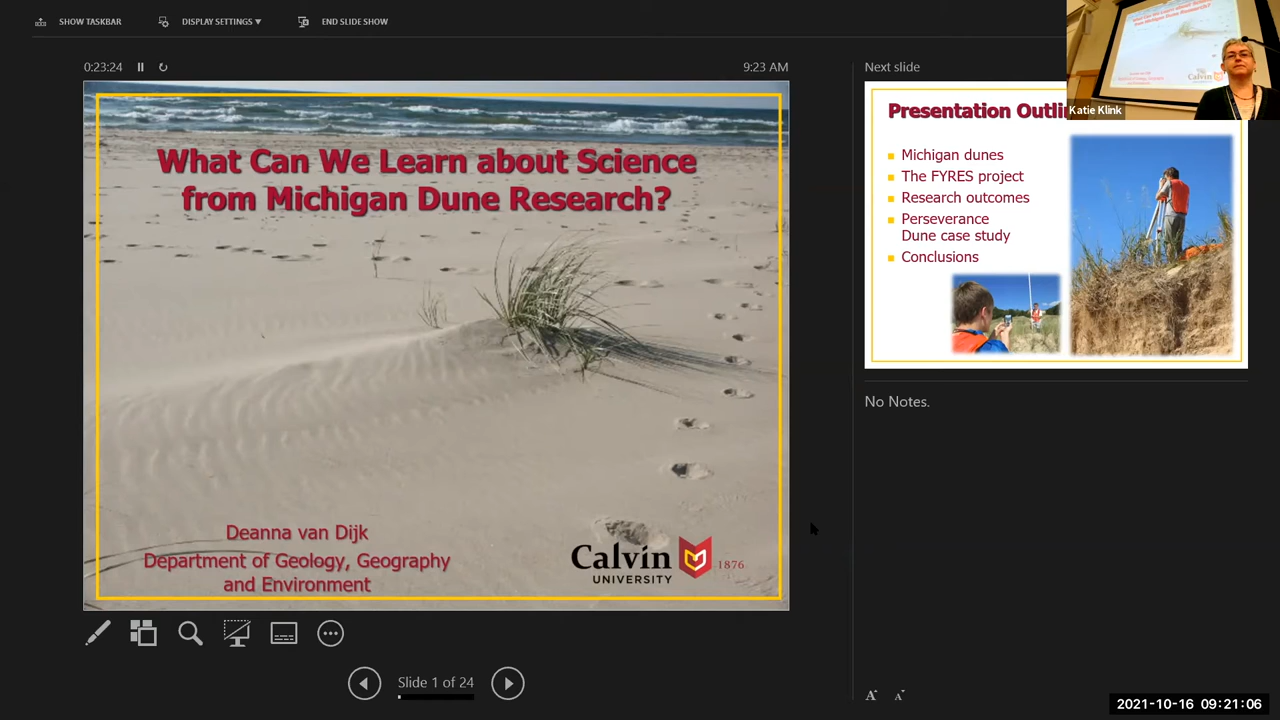 SHOW TASKBAR
DISPLAY SETTINGS ▼
END SLIDE SHOW
0:23:24
9:23 AM
What Can We Learn about Science
from Michigan Dune Research?
Deanna van Dijk
Department of Geology, Geography
and Environment
Calvin
UNIVERSITY
1876
Slide 1 of 24
Next slide
Presentation
Michigan dunes
The FYRES project
Research outcomes
Perseverance
Dune case study
Conclusions
Katie Klink
No Notes.
A A
2021-10-16 09:21:06